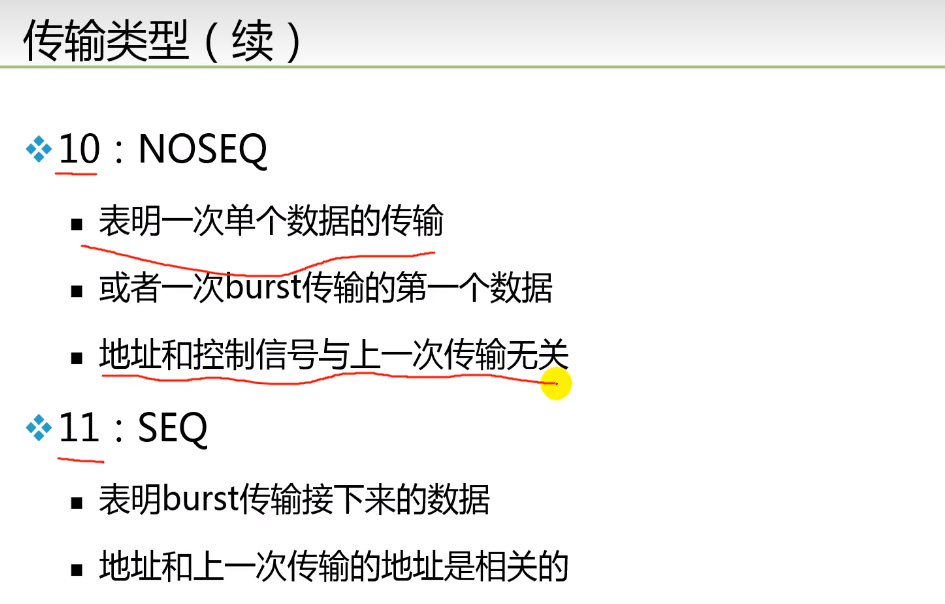 传输类型（续）
10：NOSEQ
表明一次单个数据的传输
或者一次burst传输的第一个数据
地址和控制信号与上一次传输无关
11：SEQ
表明burst传输接下来的数据
地址和上一次传输的地址是相关的